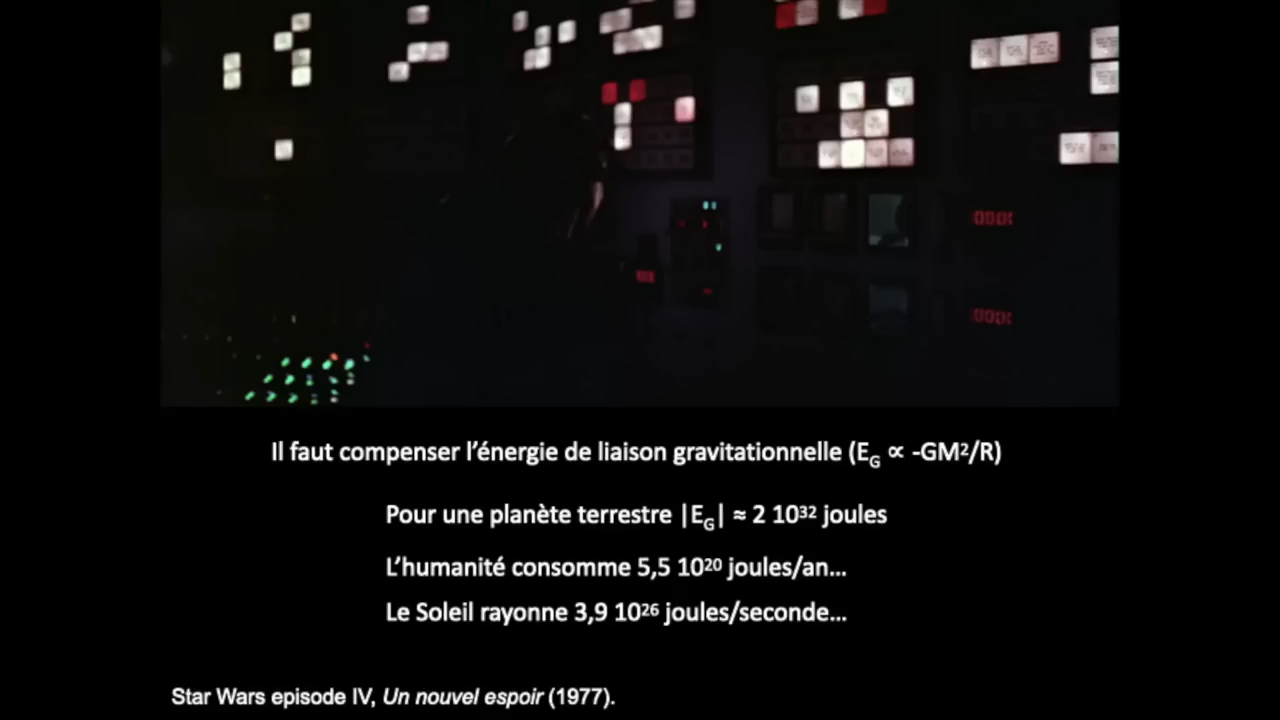 Il faut compenser l’énergie de liaison gravitationnelle (E_G ∝ -GM²/R)
Pour une planète terrestre |E_G| ≈ 2 10³² joules
L’humanité consomme 5,5 10²⁰ joules/an...
Le Soleil rayonne 3,9 10²⁶ joules/seconde...
Star Wars episode IV, Un nouvel espoir (1977).